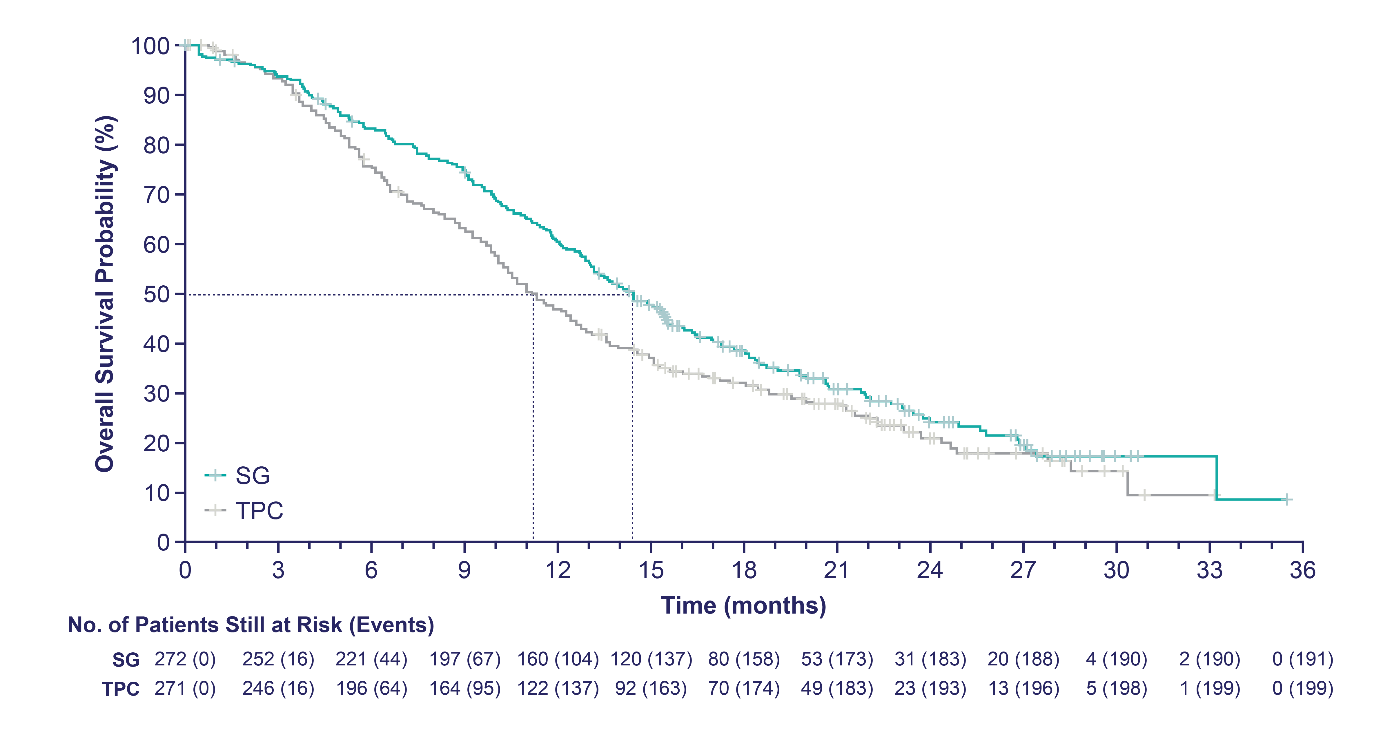 100
90
80
70
60
50
40
30
20
10
0
Overall Survival Probability (%)
SG
TPC
0 3 6 9 12 15 18 21 24 27 30 33 36
Time (months)
No. of Patients Still at Risk (Events)
SG 272 (0) 252 (16) 221 (44) 197 (67) 160 (104) 120 (137) 80 (158) 53 (173) 31 (183) 20 (188) 4 (190) 2 (190) 0 (191)
TPC 271 (0) 246 (16) 196 (64) 164 (95) 122 (137) 92 (163) 70 (174) 49 (183) 23 (193) 13 (196) 5 (198) 1 (199) 0 (199)